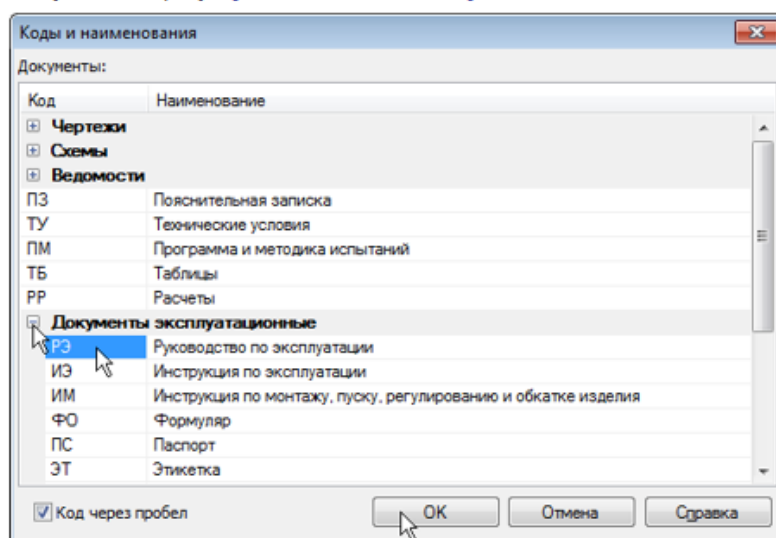 Коды и наименования
Документы:
Код Наименование
Чертежи
Схемы
Ведомости
ПЗ Пояснительная записка
ТУ Технические условия
ПМ Программа и методика испытаний
ТБ Таблицы
РР Расчеты
Документы эксплуатационные
РЭ Руководство по эксплуатации
ИЭ Инструкция по эксплуатации
ИМ Инструкция по монтажу, пуску, регулированию и обкатке изделия
ФО Формуляр
ПС Паспорт
ЭТ Этикетка
Код через пробел OK Отмена Справка